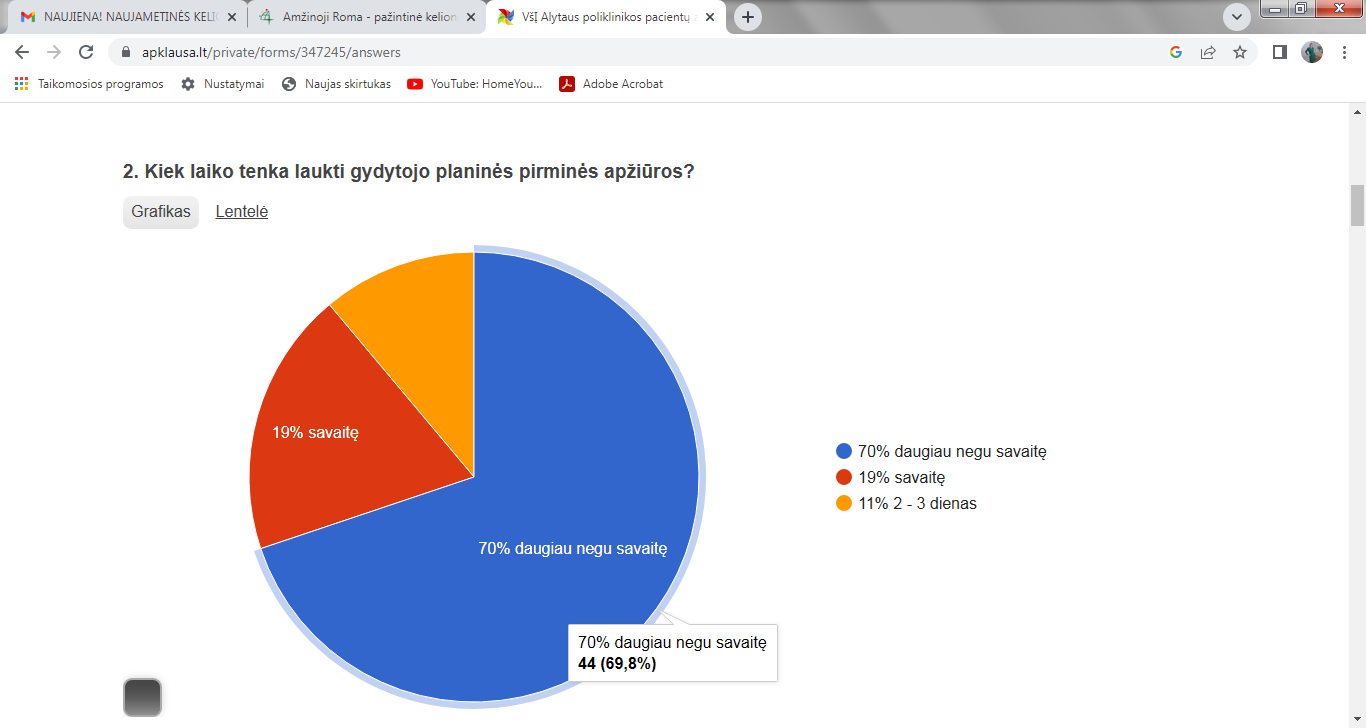 NAUJIENA! NAUJAMETINĖS KELIO
Amžinoji Roma - pažintinė kelion
VšĮ Alytaus poliklinikos pacientų
apklausa.lt/private/forms/347245/answers
Taikomosios programos
Nustatymai
Naujas skirtukas
YouTube: HomeYou...
Adobe Acrobat
2. Kiek laiko tenka laukti gydytojo planinės pirminės apžiūros?
Grafikas
Lentelė
19% savaitę
70% daugiau negu savaitę
70% daugiau negu savaitę
19% savaitę
11% 2 - 3 dienas
70% daugiau negu savaitę
44 (69,8%)